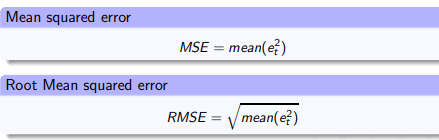 Mean squared error
MSE = mean(e_t^2)
Root Mean squared error
RMSE = √mean(e_t^2)